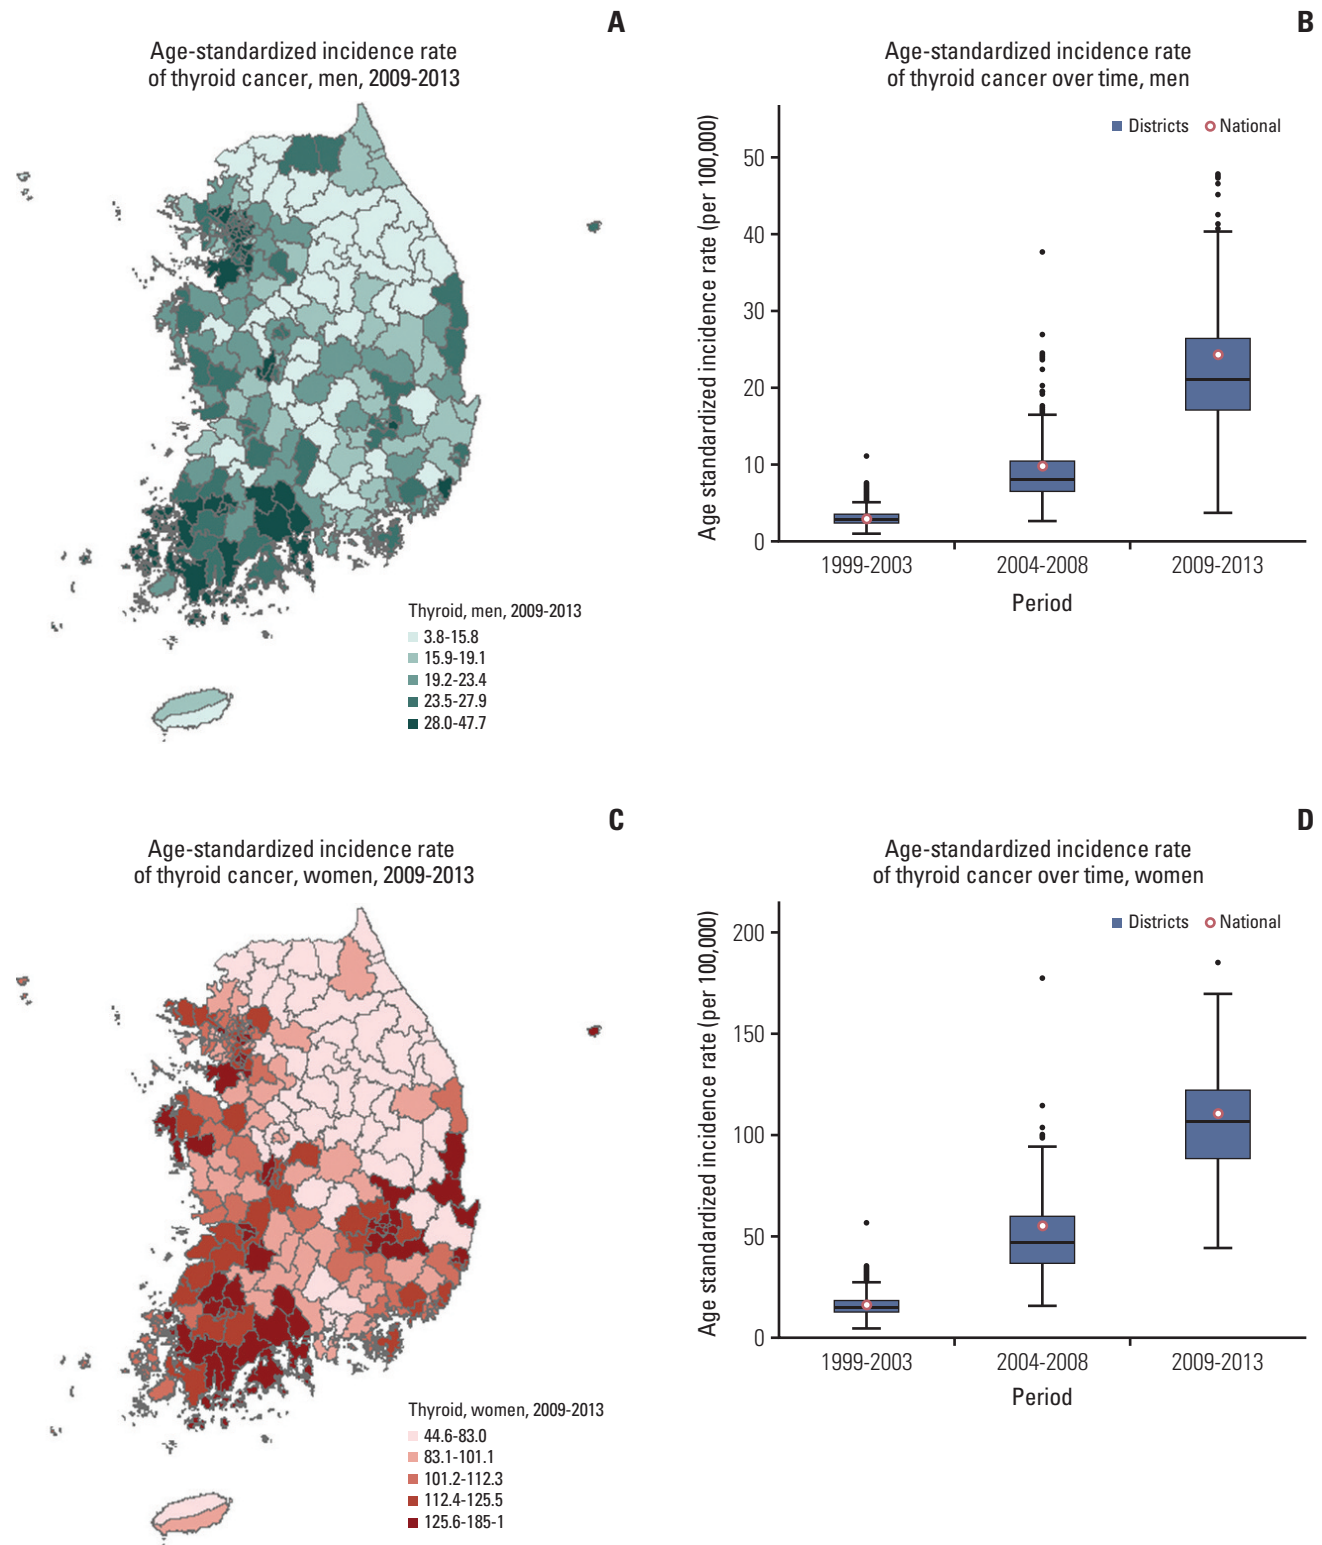 A
Age-standardized incidence rate
of thyroid cancer, men, 2009-2013
Thyroid, men, 2009-2013
3.8-15.8
15.9-19.1
19.2-23.4
23.5-27.9
28.0-47.7
B
Age-standardized incidence rate
of thyroid cancer over time, men
Districts National
Age standardized incidence rate (per 100,000)
50
40
30
20
10
0
1999-2003 2004-2008 2009-2013
Period
C
Age-standardized incidence rate
of thyroid cancer, women, 2009-2013
Thyroid, women, 2009-2013
44.6-83.0
83.1-101.1
101.2-112.3
112.4-125.5
125.6-185-1
D
Age-standardized incidence rate
of thyroid cancer over time, women
Districts National
Age standardized incidence rate (per 100,000)
200
150
100
50
0
1999-2003 2004-2008 2009-2013
Period